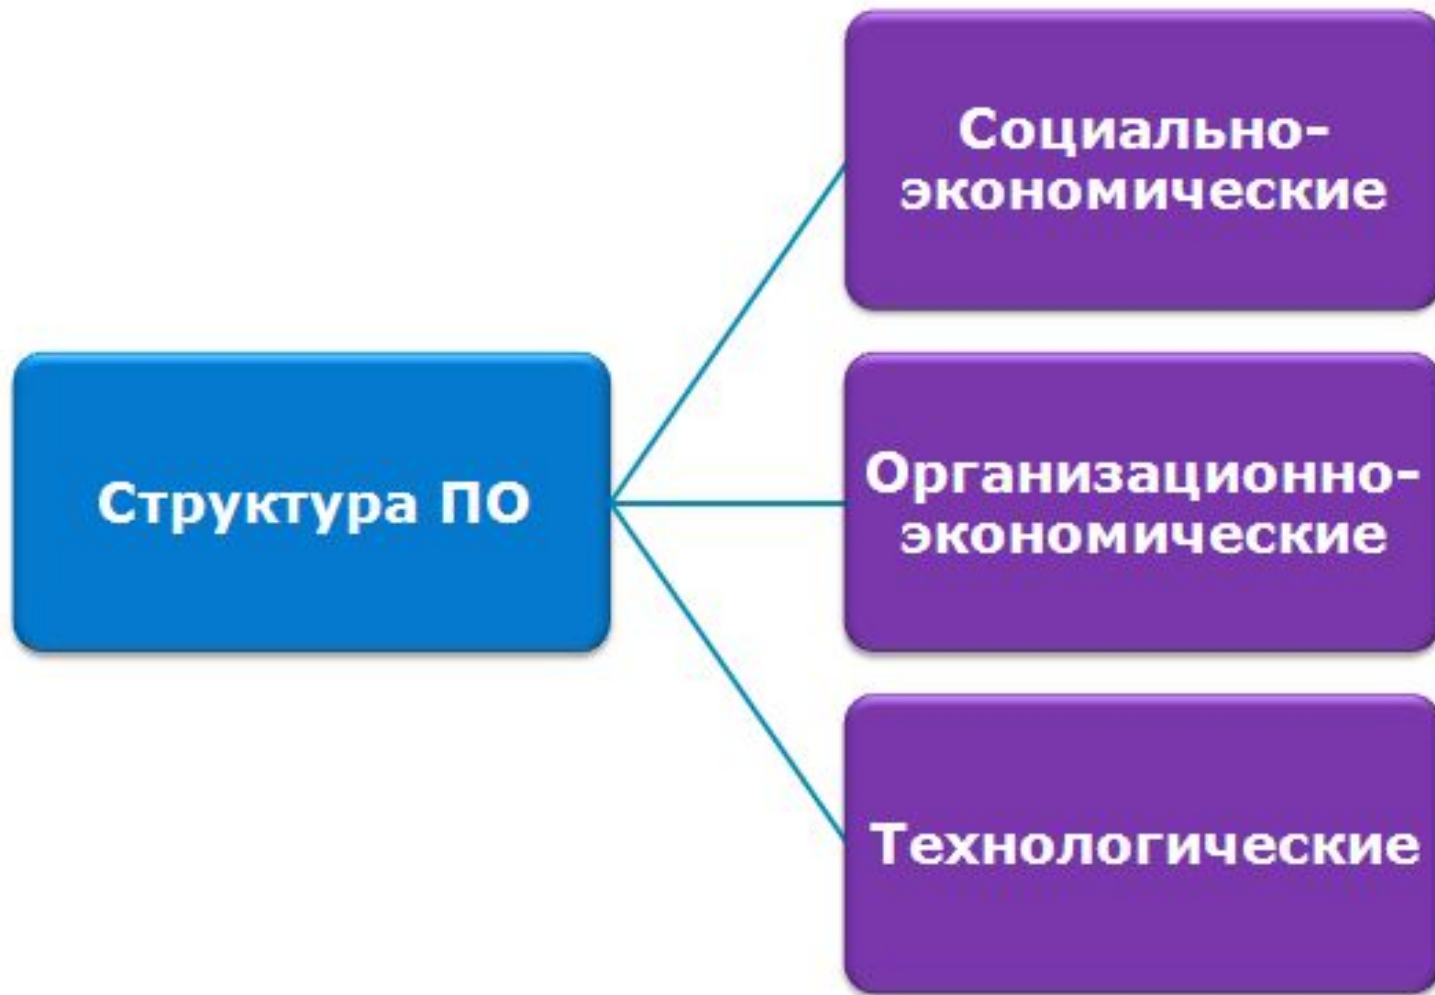 Социально-
экономические
Структура ПО
Организационно-
экономические
Технологические